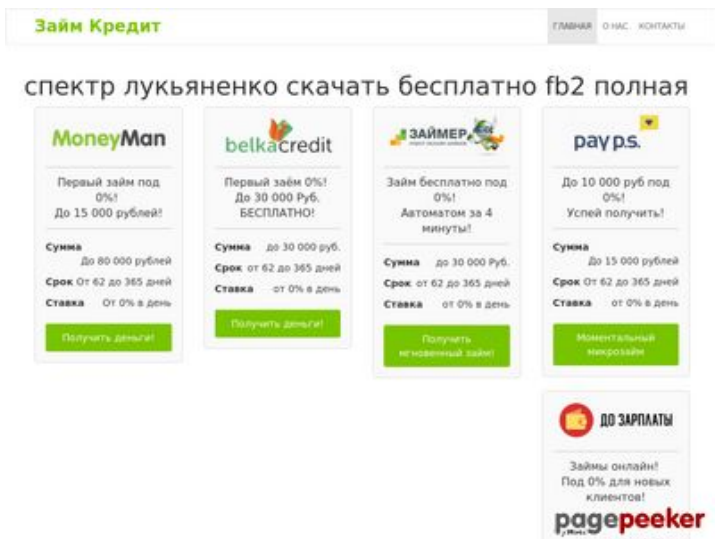 Займ Кредит
ГЛАВНАЯ О НАС КОНТАКТЫ
спектр лукьяненко скачать бесплатно fb2 полная
MoneyMan
Первый займ под
0%!
До 15 000 рублей!
Сумма
До 80 000 рублей
Срок От 62 до 365 дней
Ставка От 0% в день
Получить деньги!
belkacredit
Первый заём 0%!
До 30 000 Руб.
БЕСПЛАТНО!
Сумма до 30 000 руб.
Срок от 62 до 365 дней
Ставка от 0% в день
Получить деньги!
ЗАЙМЕР
Займ бесплатно под
0%!
Автоматом за 4
минуты!
Сумма до 30 000 Руб.
Срок от 62 до 365 дней
Ставка от 0% в день
Получить
мгновенный займ!
pay p.s.
До 10 000 руб под
0%!
Успей получить!
Сумма
До 15 000 рублей
Срок От 62 до 365 дней
Ставка от 0% в день
Моментальный
микрозайм
ДО ЗАРПЛАТЫ
Займы онлайн!
Под 0% для новых
клиентов!
pagepeeker